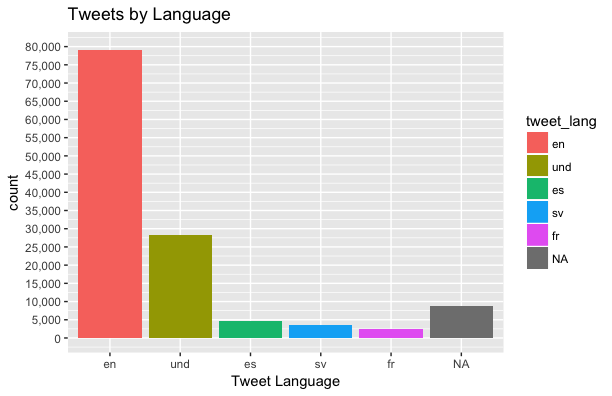 Tweets by Language
80,000
75,000
70,000
65,000
60,000
55,000
50,000
45,000
40,000
35,000
30,000
25,000
20,000
15,000
10,000
5,000
0
count
en und es sv fr NA
Tweet Language
tweet_lang
en
und
es
sv
fr
NA